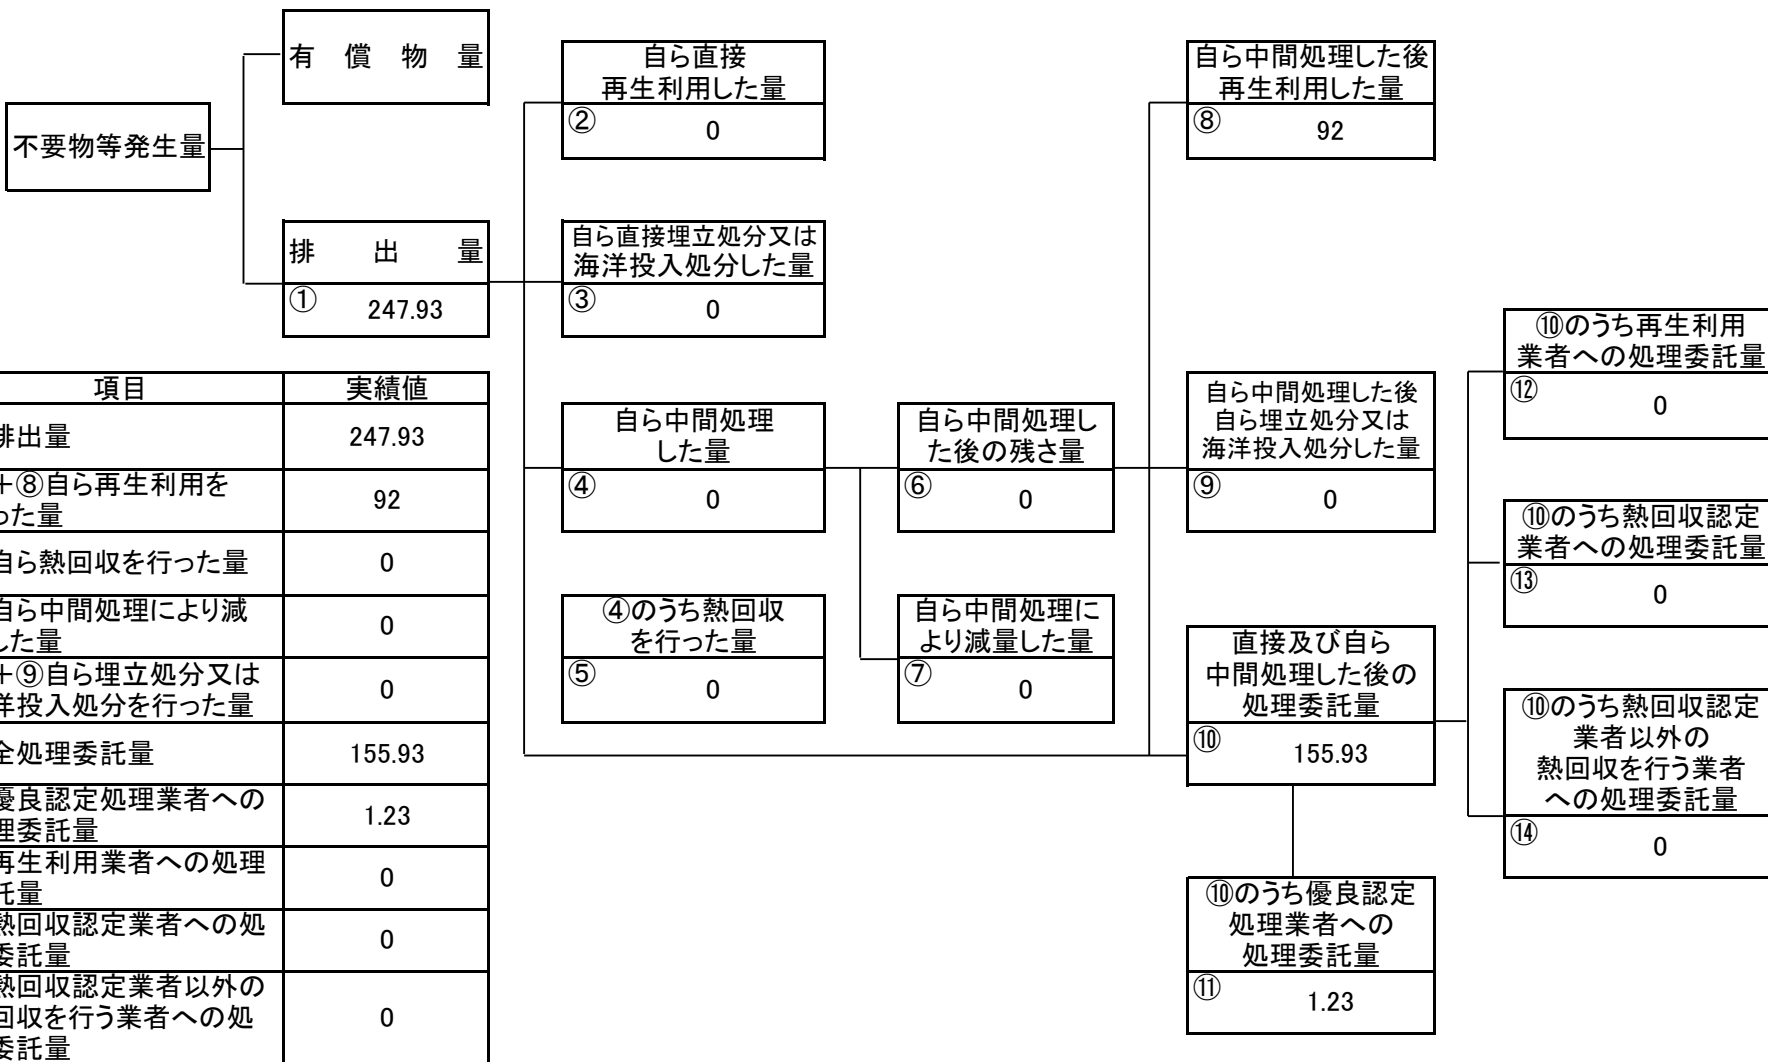 有 償 物 量
不要物等発生量
排 出 量
① 247.93
自ら直接
再生利用した量
② 0
自ら直接埋立処分又は
海洋投入処分した量
③ 0
自ら中間処理
した量
④ 0
④のうち熱回収
を行った量
⑤ 0
自ら中間処理し
た後の残さ量
⑥ 0
自ら中間処理に
より減量した量
⑦ 0
自ら中間処理した後
再生利用した量
⑧ 92
自ら中間処理した後
自ら埋立処分又は
海洋投入処分した量
⑨ 0
直接及び自ら
中間処理した後の
処理委託量
⑩ 155.93
⑩のうち優良認定
処理業者への
処理委託量
⑪ 1.23
⑩のうち再生利用
業者への処理委託量
⑫ 0
⑩のうち熱回収認定
業者への処理委託量
⑬ 0
⑩のうち熱回収認定
業者以外の
熱回収を行う業者
への処理委託量
⑭ 0
項目 実績値
排出量 247.93
+⑧自ら再生利用を
った量 92
自ら熱回収を行った量 0
自ら中間処理により減
した量 0
+⑨自ら埋立処分又は
洋投入処分を行った量 0
全処理委託量 155.93
優良認定処理業者への
理委託量 1.23
再生利用業者への処理
託量 0
熱回収認定業者への処
委託量 0
熱回収認定業者以外の
回収を行う業者への処
委託量 0